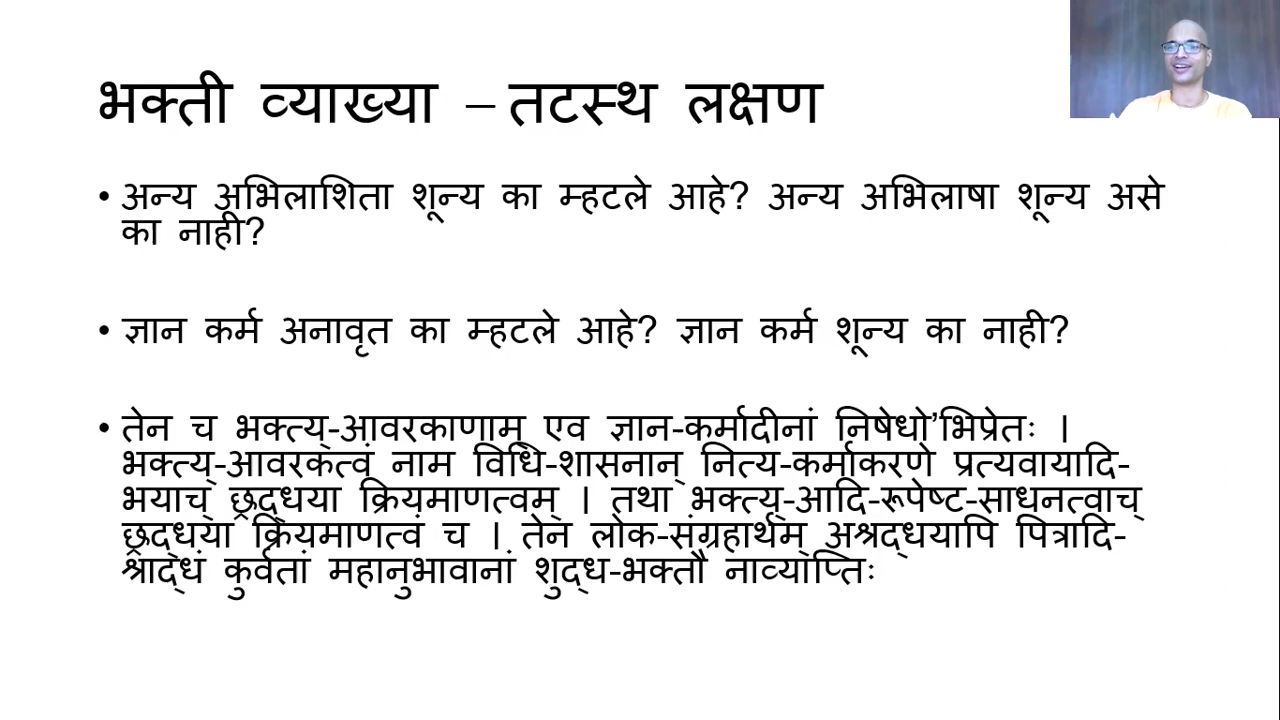 भक्ती व्याख्या – तटस्थ लक्षण
• अन्य अभिलाशिता शून्य का म्हटले आहे? अन्य अभिलाषा शून्य असे
का नाही?
• ज्ञान कर्म अनावृत का म्हटले आहे? ज्ञान कर्म शून्य का नाही?
• तेन च भक्त्य्-आवरकाणाम् एव ज्ञान-कर्मादीनां निषेधो’भिप्रेतः ।
भक्त्य्-आवरकत्वं नाम विधि-शासनान् नित्य-कर्माकरणे प्रत्यवायादि-
भयाच् छ्रद्धया क्रियमाणत्वम् । तथा भक्त्य्-आदि-रूपेष्ट-साधनत्वाच्
छ्रद्धया क्रियमाणत्वं च । तेन लोक-संग्रहार्थम् अश्रद्धयापि पित्रादि-
श्राद्धं कुर्वतां महानुभावानां शुद्ध-भक्तौ नाव्याप्तिः